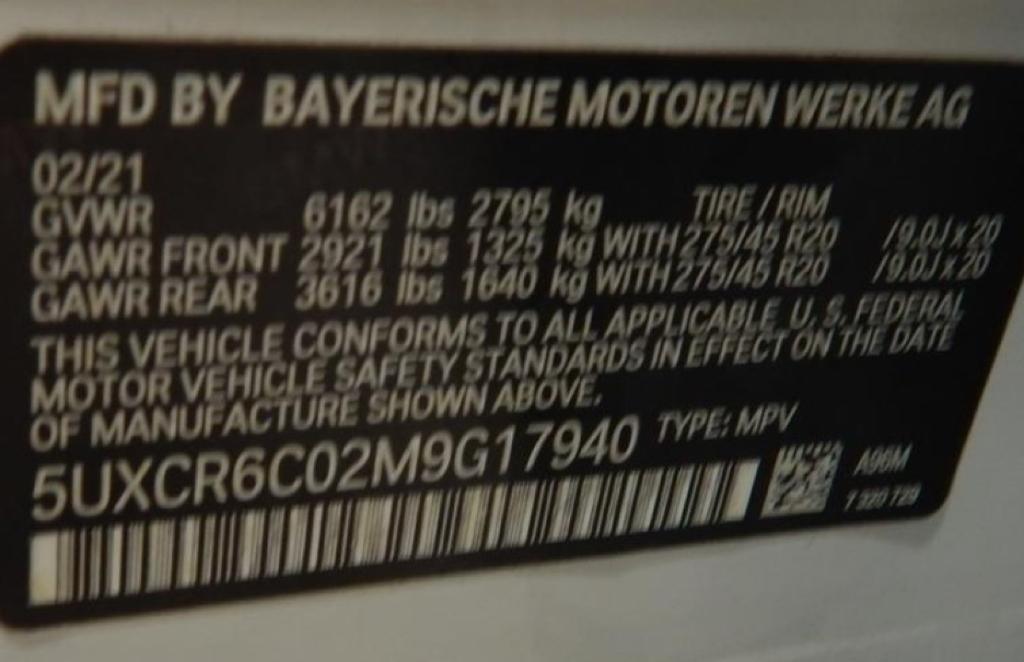 MFD BY BAYERISCHE MOTOREN WERKE AG
02/21
GVWR 6162 lbs 2795 kg TIRE / RIM
GAWR FRONT 2921 lbs 1325 kg WITH 275/45 R20 /9.0J x 20
GAWR REAR 3616 lbs 1640 kg WITH 275/45 R20 /9.0J x 20
THIS VEHICLE CONFORMS TO ALL APPLICABLE U. S. FEDERAL
MOTOR VEHICLE SAFETY STANDARDS IN EFFECT ON THE DATE
OF MANUFACTURE SHOWN ABOVE.
5UXCR6C02M9G17940 TYPE: MPV
A96M
7 320 729